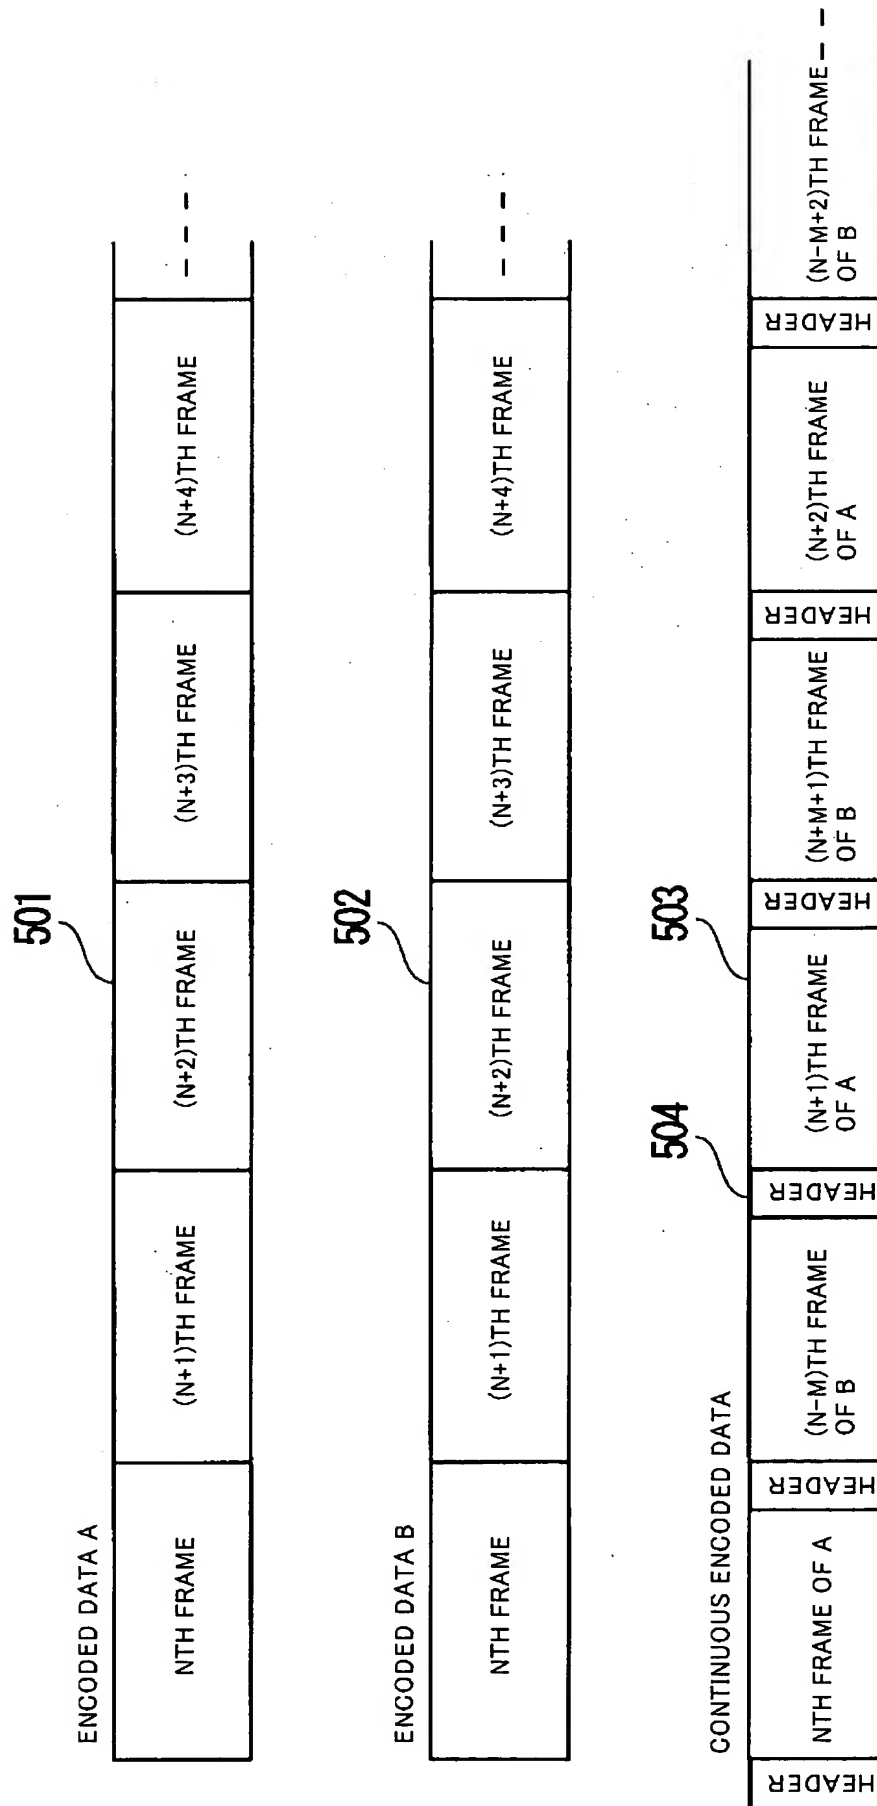 501
ENCODED DATA A
NTH FRAME
(N+1)TH FRAME
(N+2)TH FRAME
(N+3)TH FRAME
(N+4)TH FRAME
502
ENCODED DATA B
NTH FRAME
(N+1)TH FRAME
(N+2)TH FRAME
(N+3)TH FRAME
(N+4)TH FRAME
CONTINUOUS ENCODED DATA
504
503
HEADER
NTH FRAME OF A
HEADER
(N-M)TH FRAME
OF B
HEADER
(N+1)TH FRAME
OF A
HEADER
(N+M+1)TH FRAME
OF B
HEADER
(N+2)TH FRAME
OF A
HEADER
(N-M+2)TH FRAME
OF B